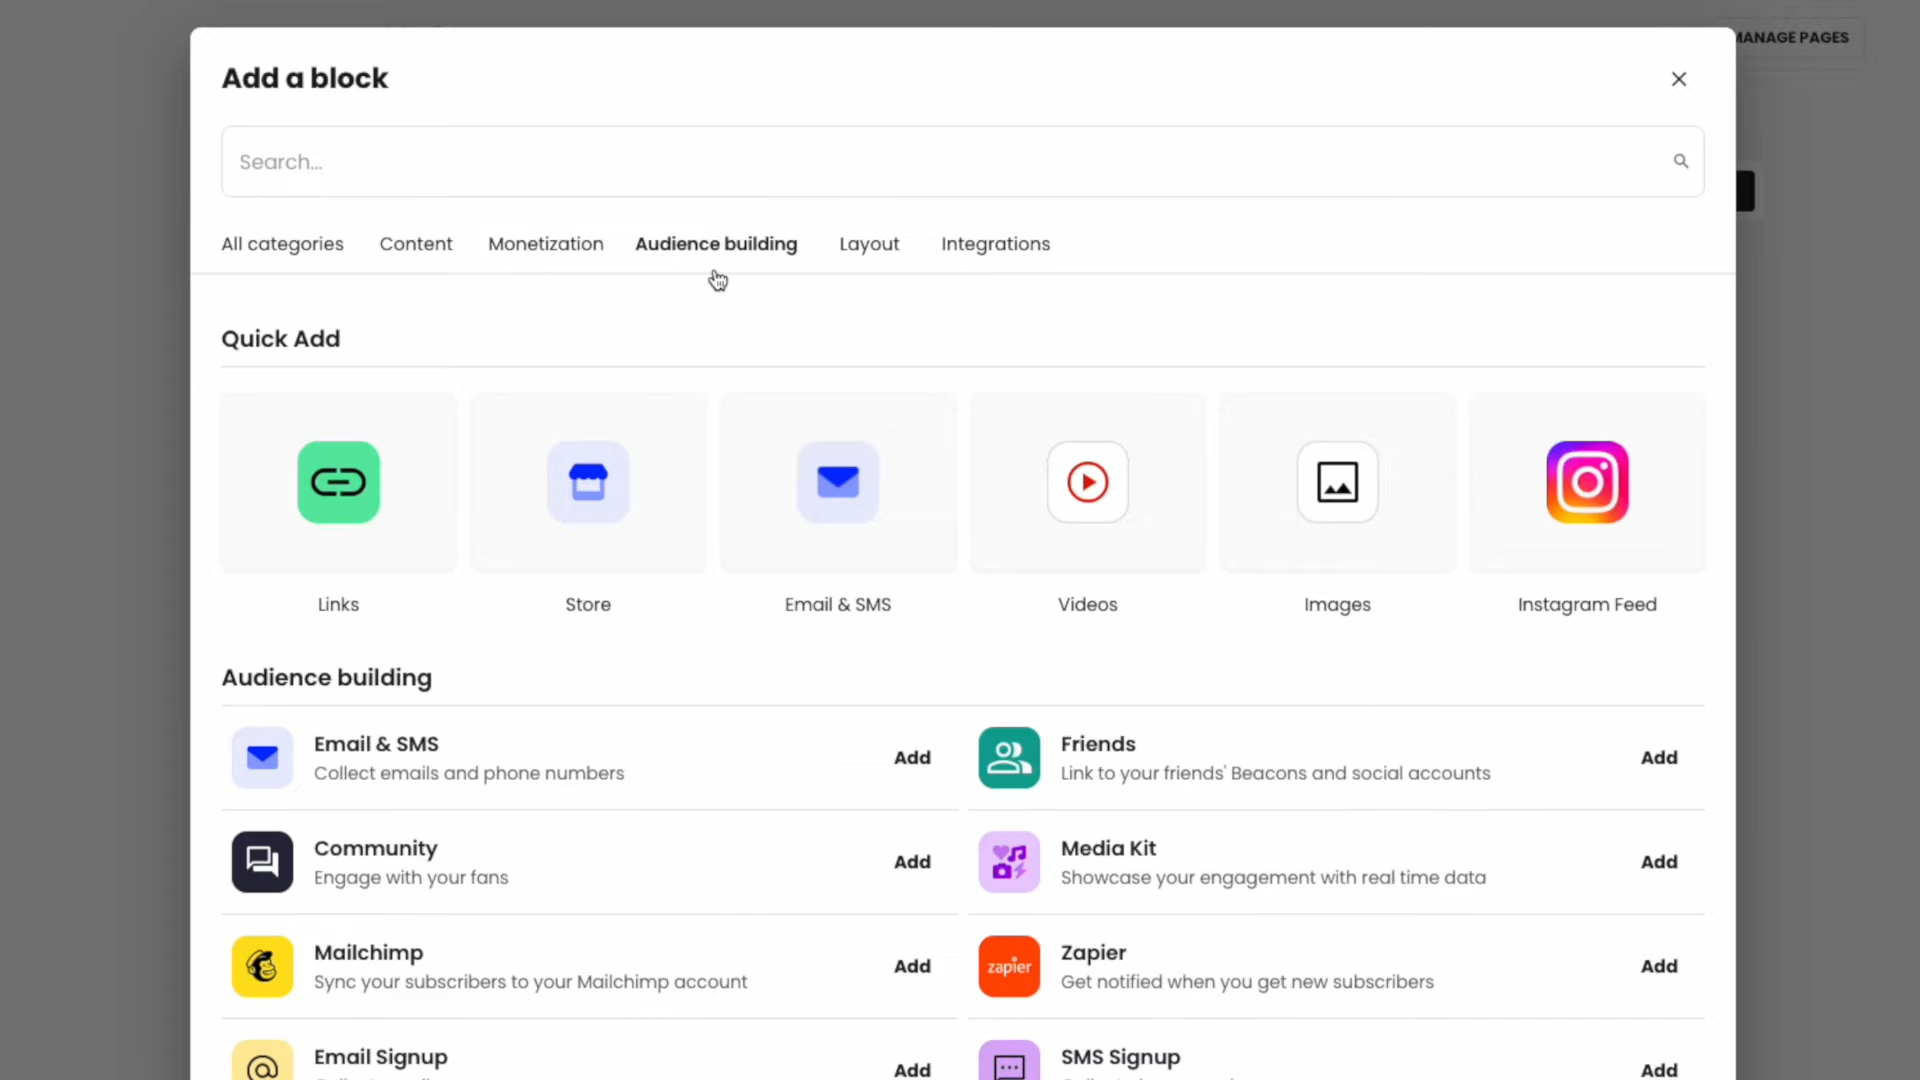 MANAGE PAGES
Add a block
Search...
All categories Content Monetization Audience building Layout Integrations
Quick Add
Links Store Email & SMS Videos Images Instagram Feed
Audience building
Email & SMS
Collect emails and phone numbers
Add
Friends
Link to your friends' Beacons and social accounts
Add
Community
Engage with your fans
Add
Media Kit
Showcase your engagement with real time data
Add
Mailchimp
Sync your subscribers to your Mailchimp account
Add
zapier
Zapier
Get notified when you get new subscribers
Add
Email Signup
Add
SMS Signup
Add